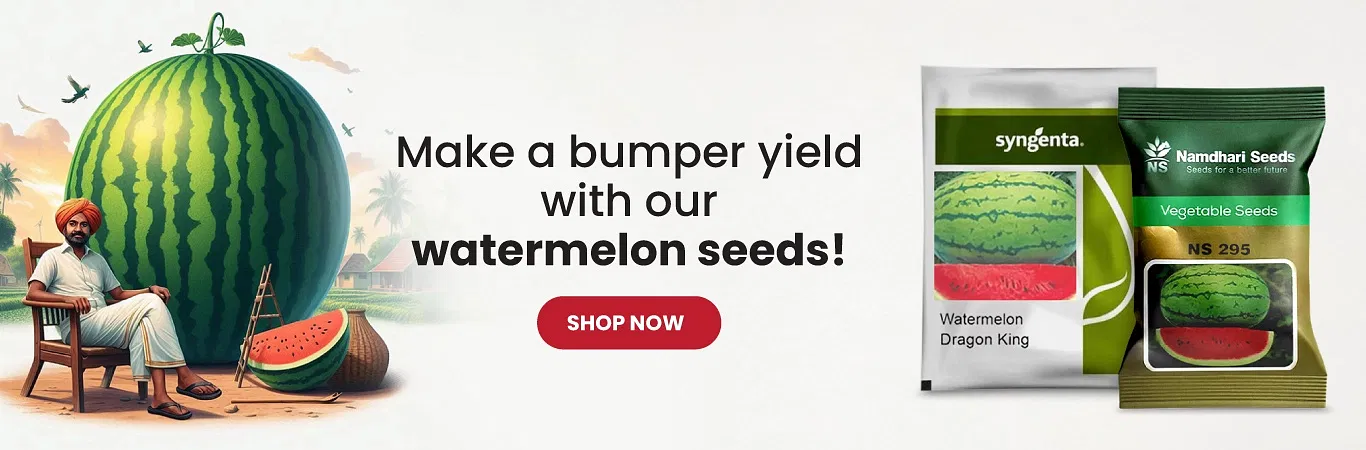 Make a bumper yield
with our
watermelon seeds!
SHOP NOW
syngenta.
Watermelon
Dragon King
NS
Namdhari Seeds
Seeds for a better future
Vegetable Seeds
NS 295